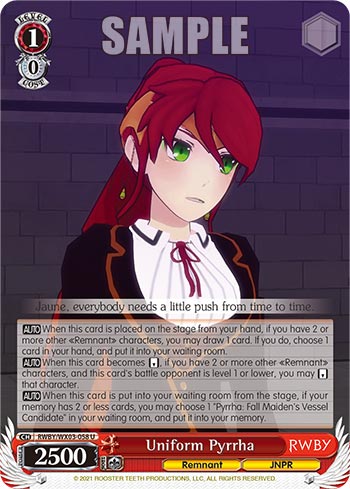 LEVEL
1
SAMPLE
0
COST
Jaune, everybody needs a little push from time to time.
AUTO When this card is placed on the stage from your hand, if you have 2 or
more other «Remnant» characters, you may draw 1 card. If you do, choose 1
card in your hand, and put it into your waiting room.
AUTO When this card becomes, if you have 2 or more other «Remnant»
characters, and this card's battle opponent is level 1 or lower, you may
that character.
AUTO When this card is put into your waiting room from the stage, if your
memory has 2 or less cards, you may choose 1 "Pyrrha: Fall Maiden's Vessel
Candidate" in your waiting room, and put it into your memory.
CH RWBY/WX03-058 U
POWER 2500
SOUL
Uniform Pyrrha
RWBY
Remnant
JNPR
© 2021 ROOSTER TEETH PRODUCTIONS, LLC, ALL RIGHTS RESERVED.